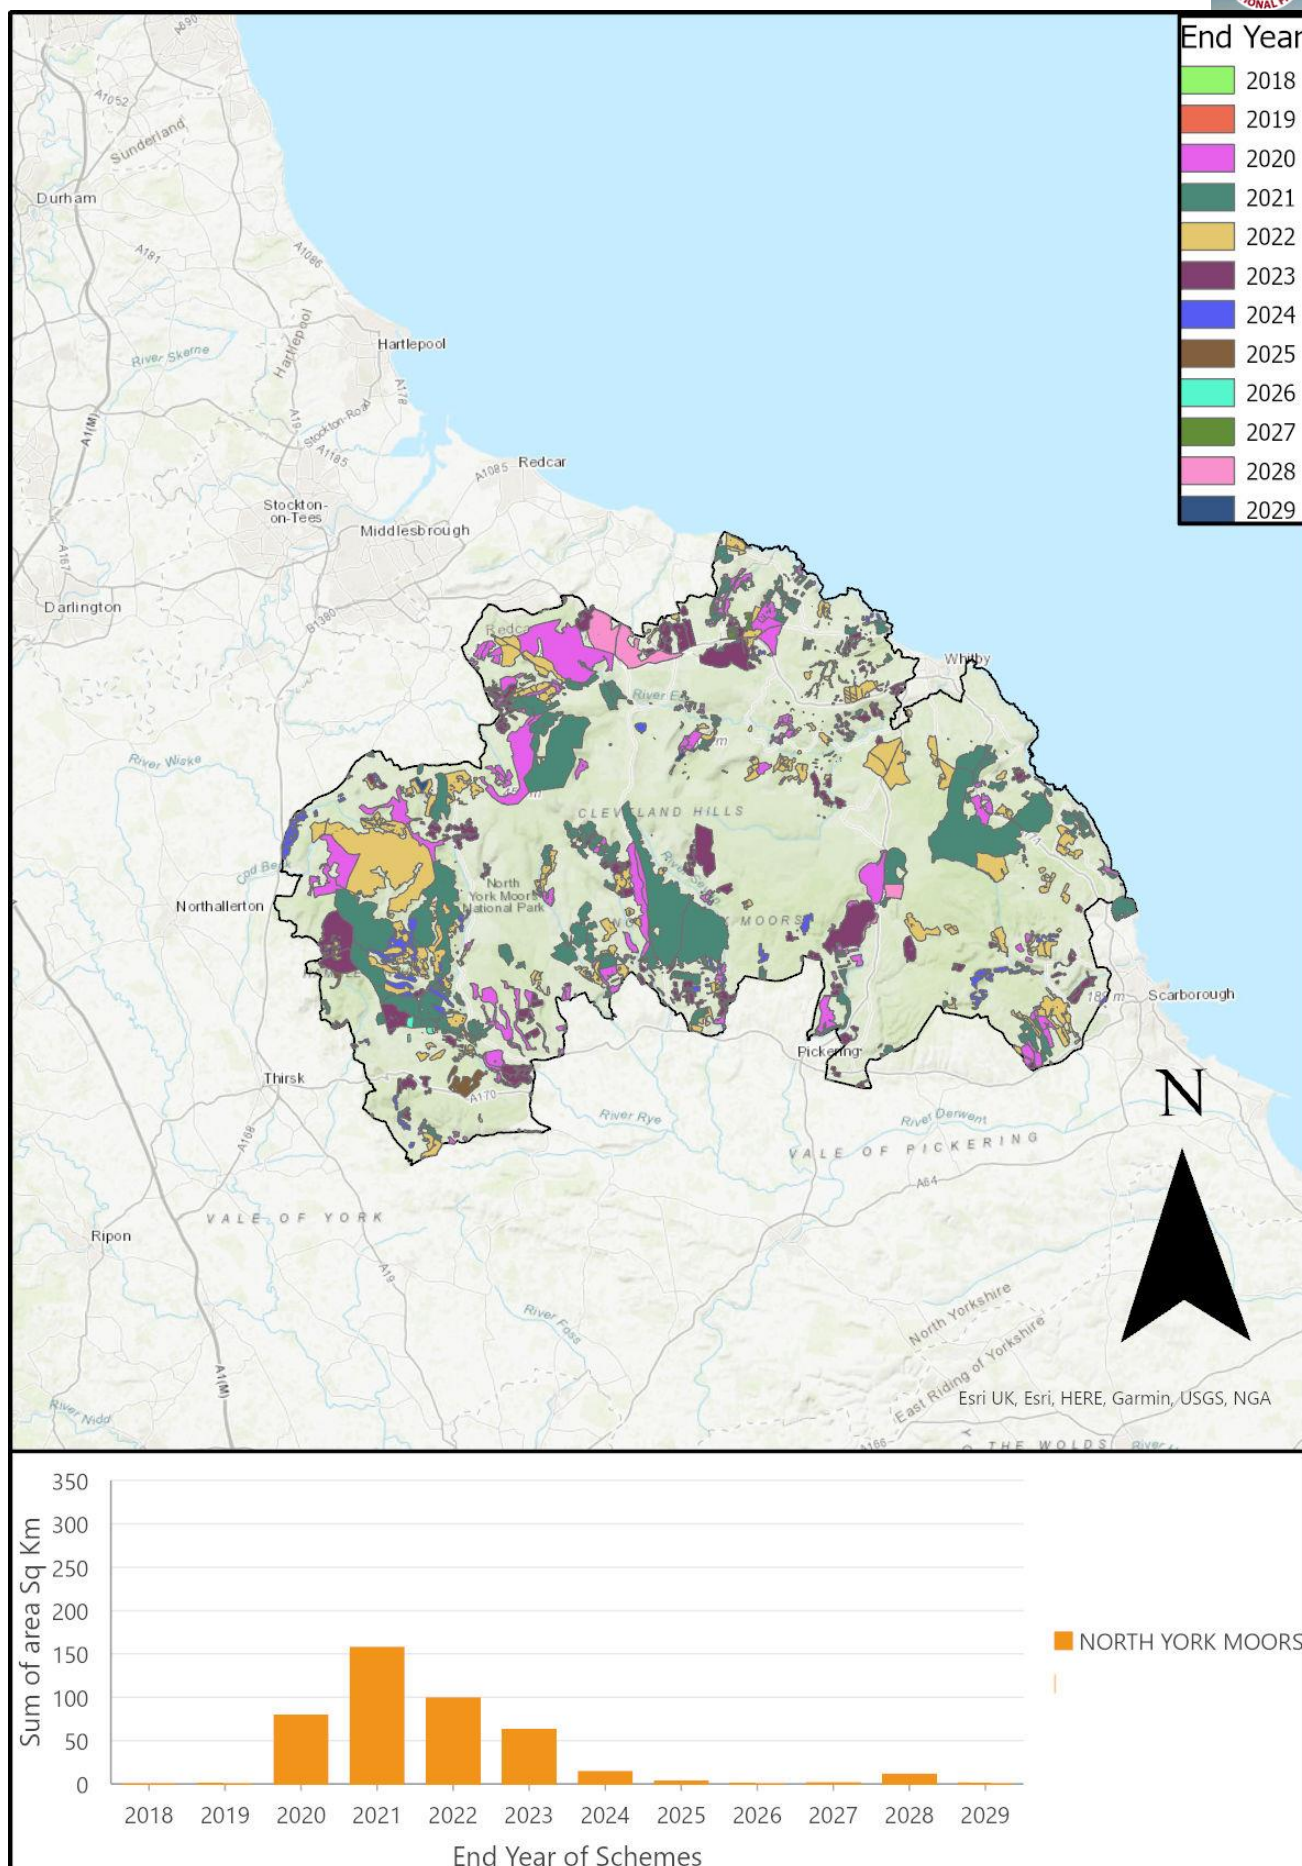 End Year
2018
2019
2020
2021
2022
2023
2024
2025
2026
2027
2028
2029
A690
A1052
Sunderland
Durham
A181
A1086
Hartlepool
Hartlepool
River Skerne
A178
A19
Stockton-Road
A1(M)
A1185
A1085
Redcar
Stockton-
on-Tees
Middlesbrough
A167
Darlington
B1380
Whitby
River Wiske
CLEVELAND HILLS
Cod Beck
North
York Moors
National Park
Northallerton
MOORS
Scarborough
Pickering
N
Thirsk
A170
A168
River Rye
River Derwent
VALE OF PICKERING
A64
VALE OF YORK
Ripon
A19
River Foss
North Yorkshire
East Riding of Yorkshire
A1(M)
River Nidd
Esri UK, Esri, HERE, Garmin, USGS, NGA
A166
THE WOLDS
350
300
250
200
150
100
50
0
Sum of area Sq Km
NORTH YORK MOORS
2018 2019 2020 2021 2022 2023 2024 2025 2026 2027 2028 2029
End Year of Schemes